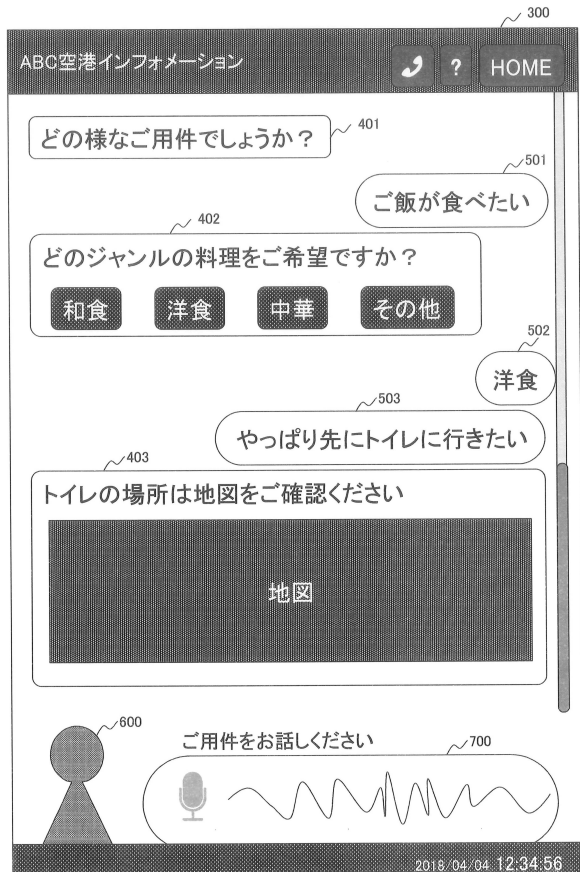 300
ABC空港インフォメーション
? HOME
どの様なご用件でしょうか？ 401
501
ご飯が食べたい
402
どのジャンルの料理をご希望ですか？
和食 洋食 中華 その他
502
洋食
503
やっぱり先にトイレに行きたい
403
トイレの場所は地図をご確認ください
地図
600
ご用件をお話しください 700
2018/04/04 12:34:56